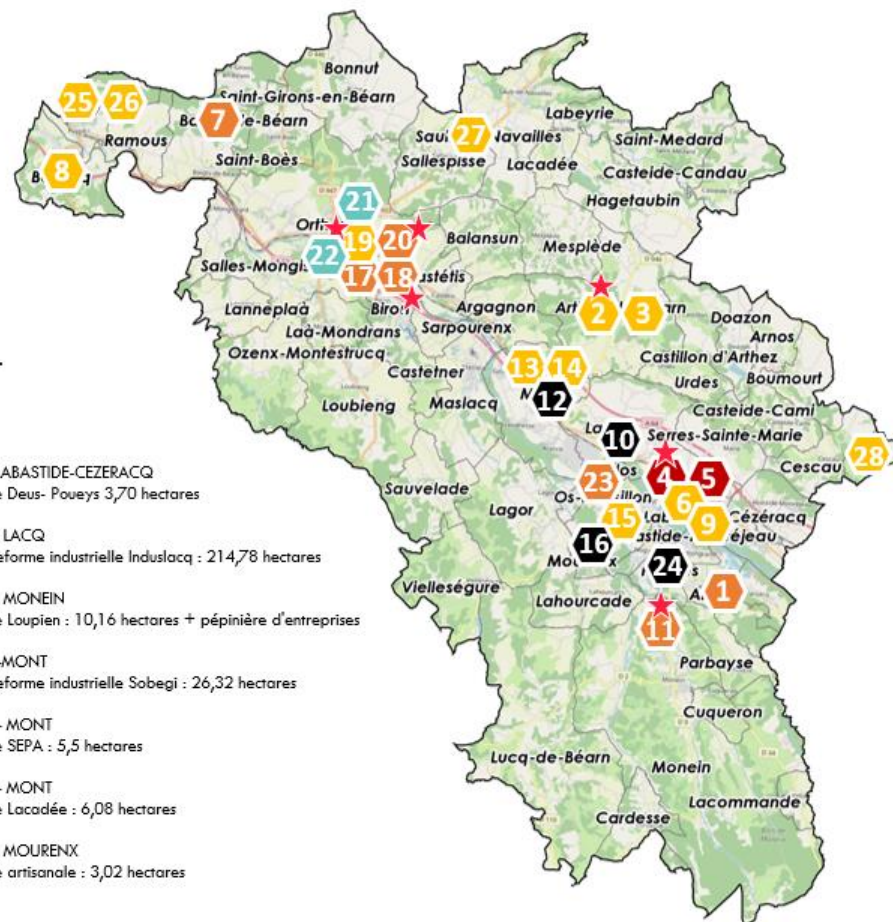 Bonnut
Saint-Girons-en-Béarn
25
26
7
Ramous
8
Saint-Boès
27
Navailles
Labeyrie
Saint-Medard
Sallespisse
Lacadée
Casteide-Candau
Hagetaubin
21
19
20
22
17
18
Balansun
Mesplède
Lanneplaà
Argagnon
2
3
Doazon
Arnos
Laà-Mondrans
Sarpourenx
Ozenx-Montestrucq
Castetner
13
14
Castillon d'Arthez
Urdes
Boumourt
12
Loubieng
Maslacq
Casteide-Cami
10
Serres-Sainte-Marie
28
Cescau
ABASTIDE-CEZERACQ
e Deus- Poueys 3,70 hectares
Sauvelade
23
4
5
6
Lagor
15
9
Cézéracq
LACQ
eforme industrielle Induslacq : 214,78 hectares
16
24
Vielleségure
Lahourcade
1
MONEIN
e Loupien : 10,16 hectares + pépinière d'entreprises
11
Parbayse
-MONT
eforme industrielle Sobegi : 26,32 hectares
Cuqueron
- MONT
e SEPA : 5,5 hectares
Lucq-de-Béarn
Monein
- MONT
e Lacadée : 6,08 hectares
Lacommande
Cardesse
MOURENX
e artisanale : 3,02 hectares